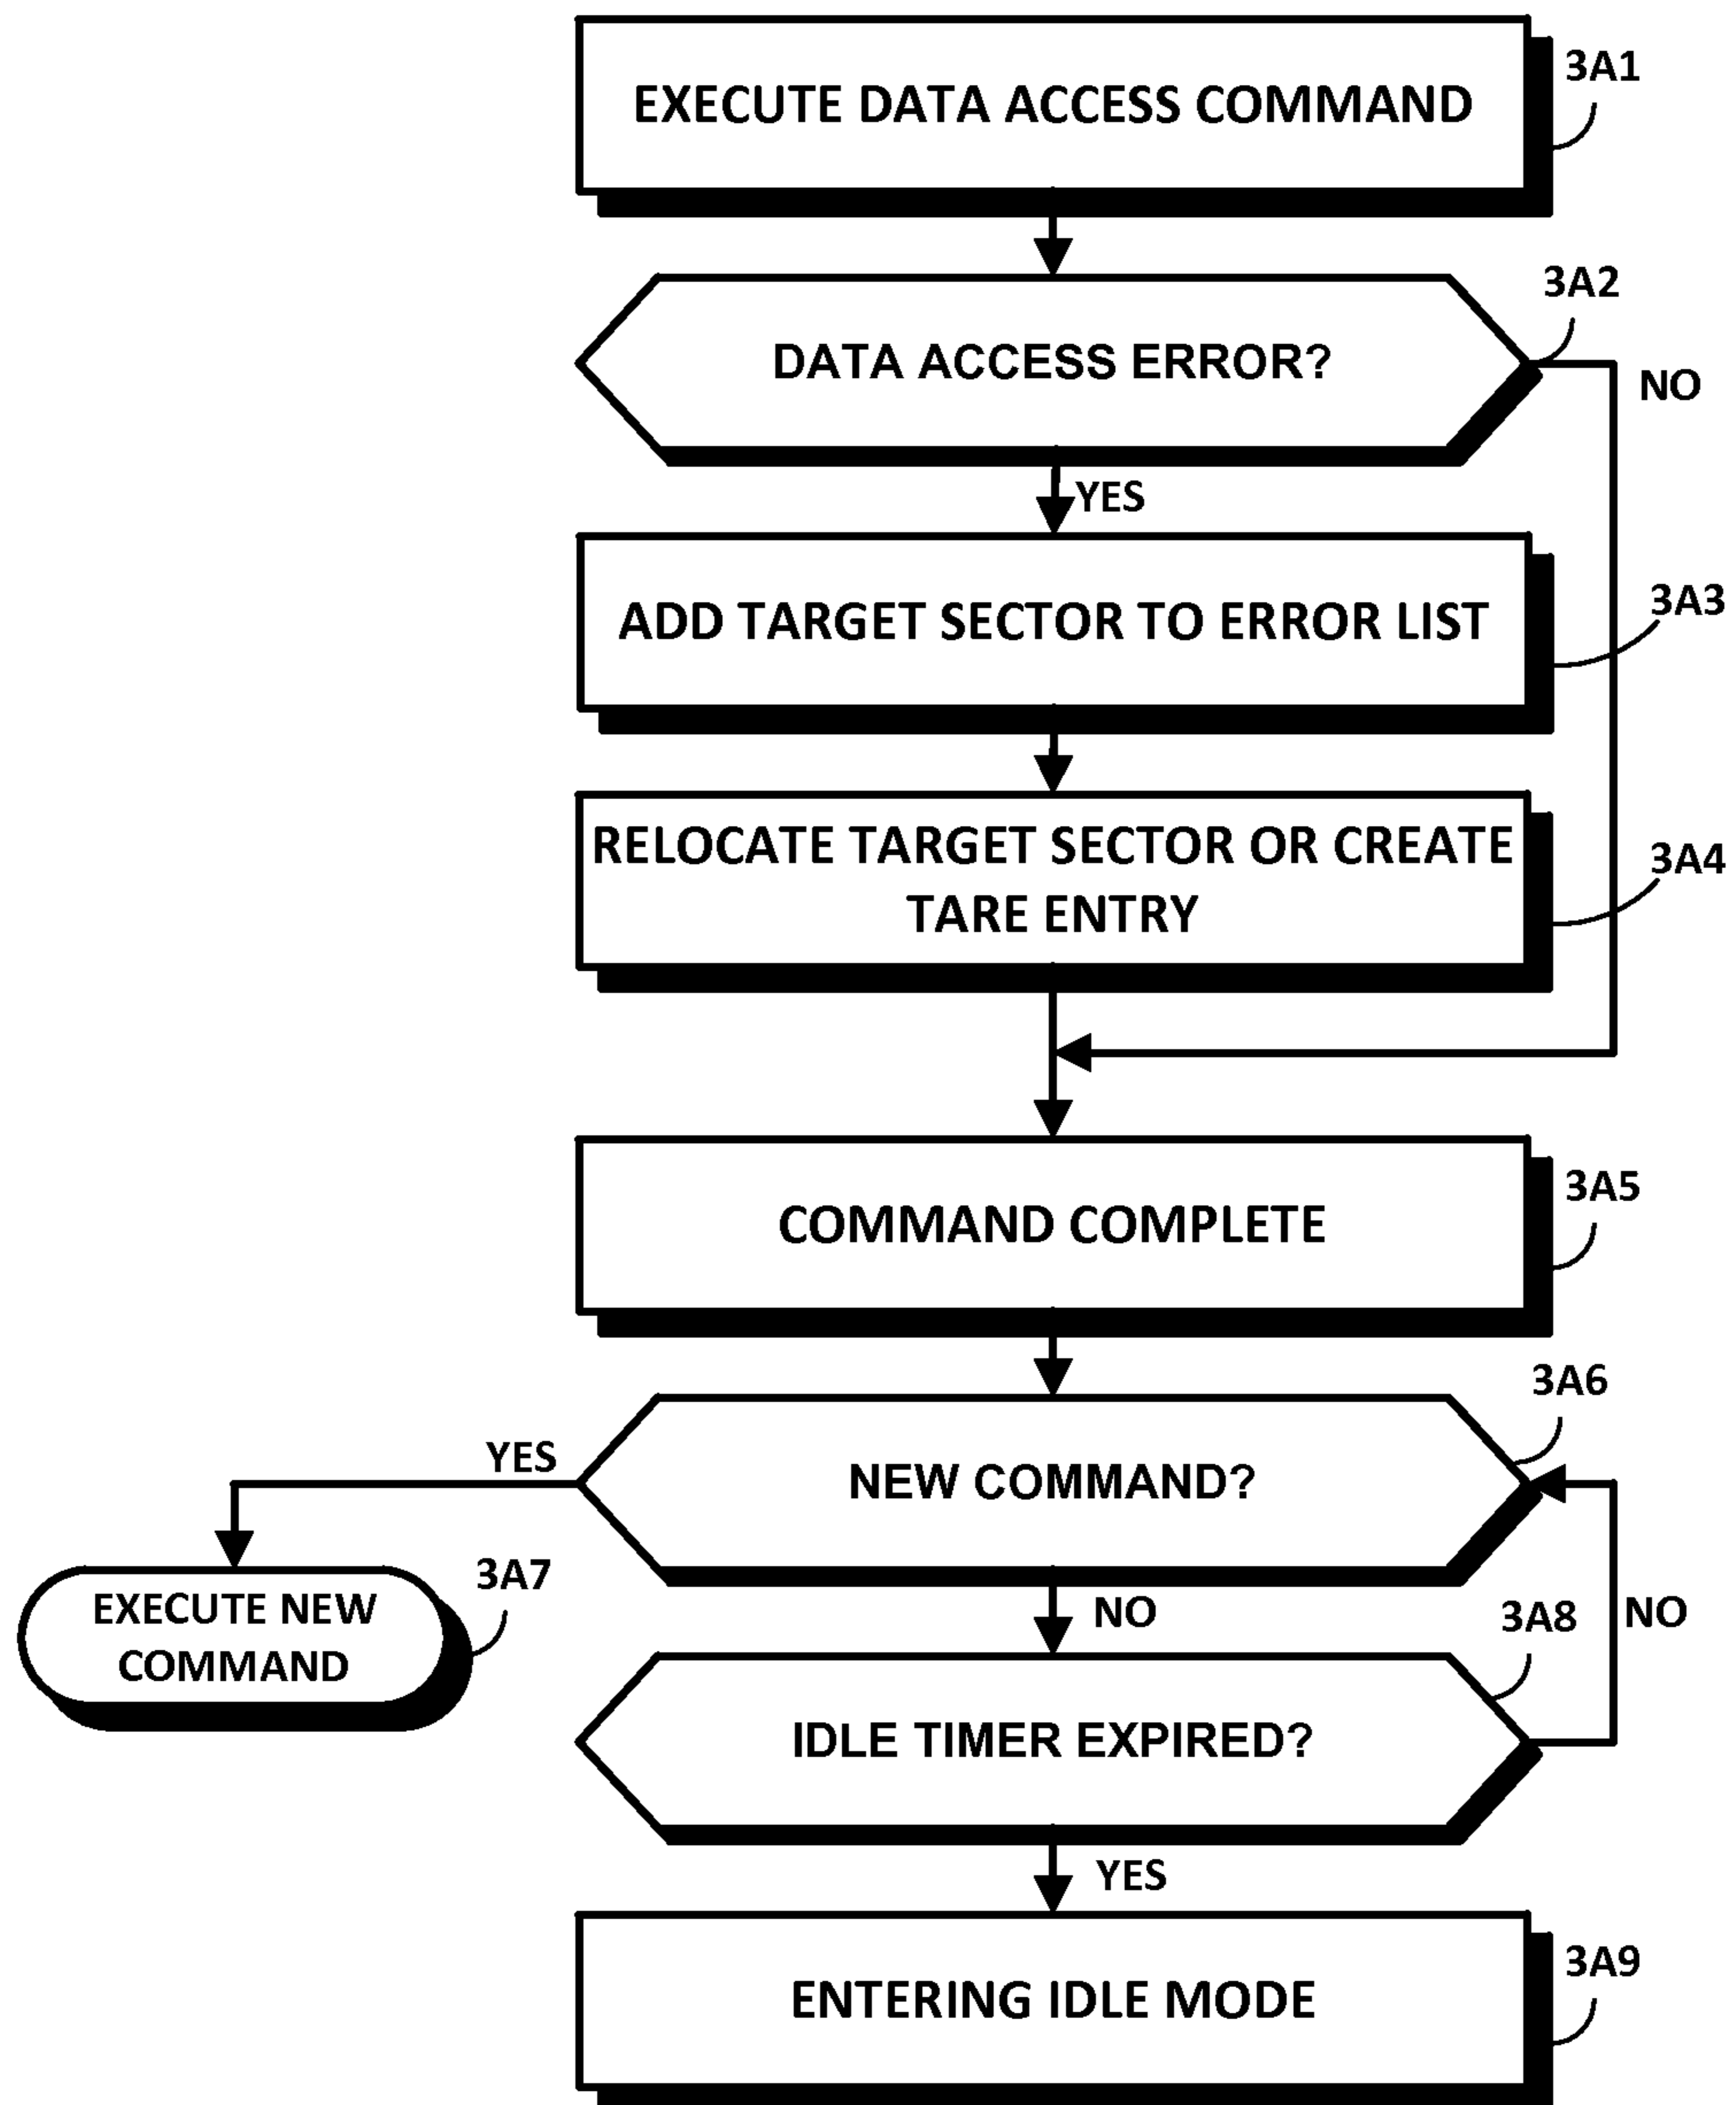 3A1
EXECUTE DATA ACCESS COMMAND
3A2
DATA ACCESS ERROR?
NO
YES
3A3
ADD TARGET SECTOR TO ERROR LIST
RELOCATE TARGET SECTOR OR CREATE
3A4
TARE ENTRY
3A5
COMMAND COMPLETE
3A6
YES
NEW COMMAND?
3A7
EXECUTE NEW
COMMAND
NO
3A8
NO
IDLE TIMER EXPIRED?
YES
3A9
ENTERING IDLE MODE